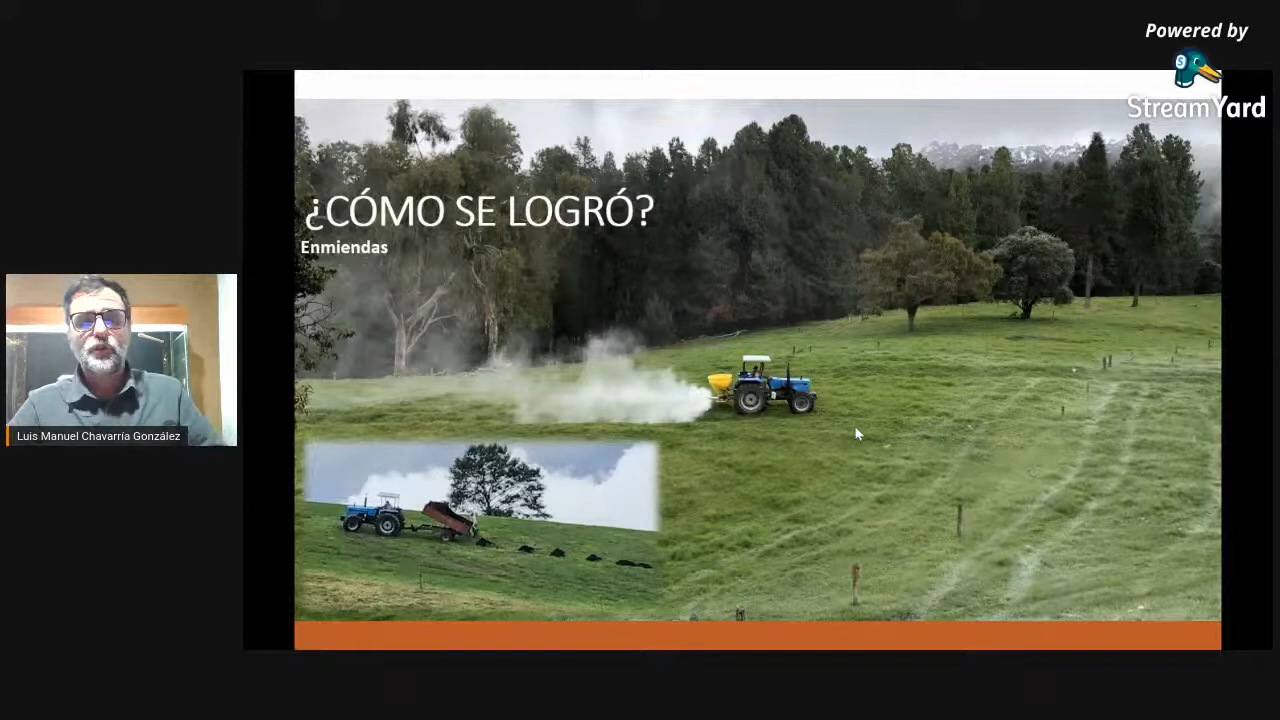 Powered by
StreamYard
¿CÓMO SE LOGRÓ?
Enmiendas
Luis Manuel Chavarría González